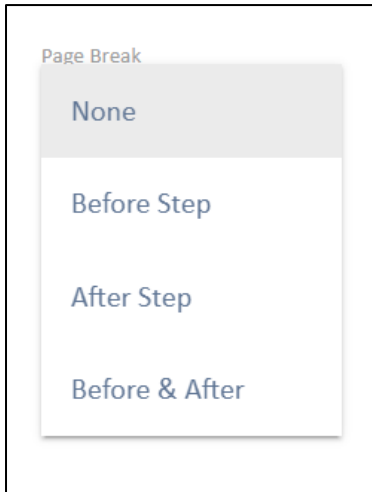 Page Break
None
Before Step
After Step
Before & After